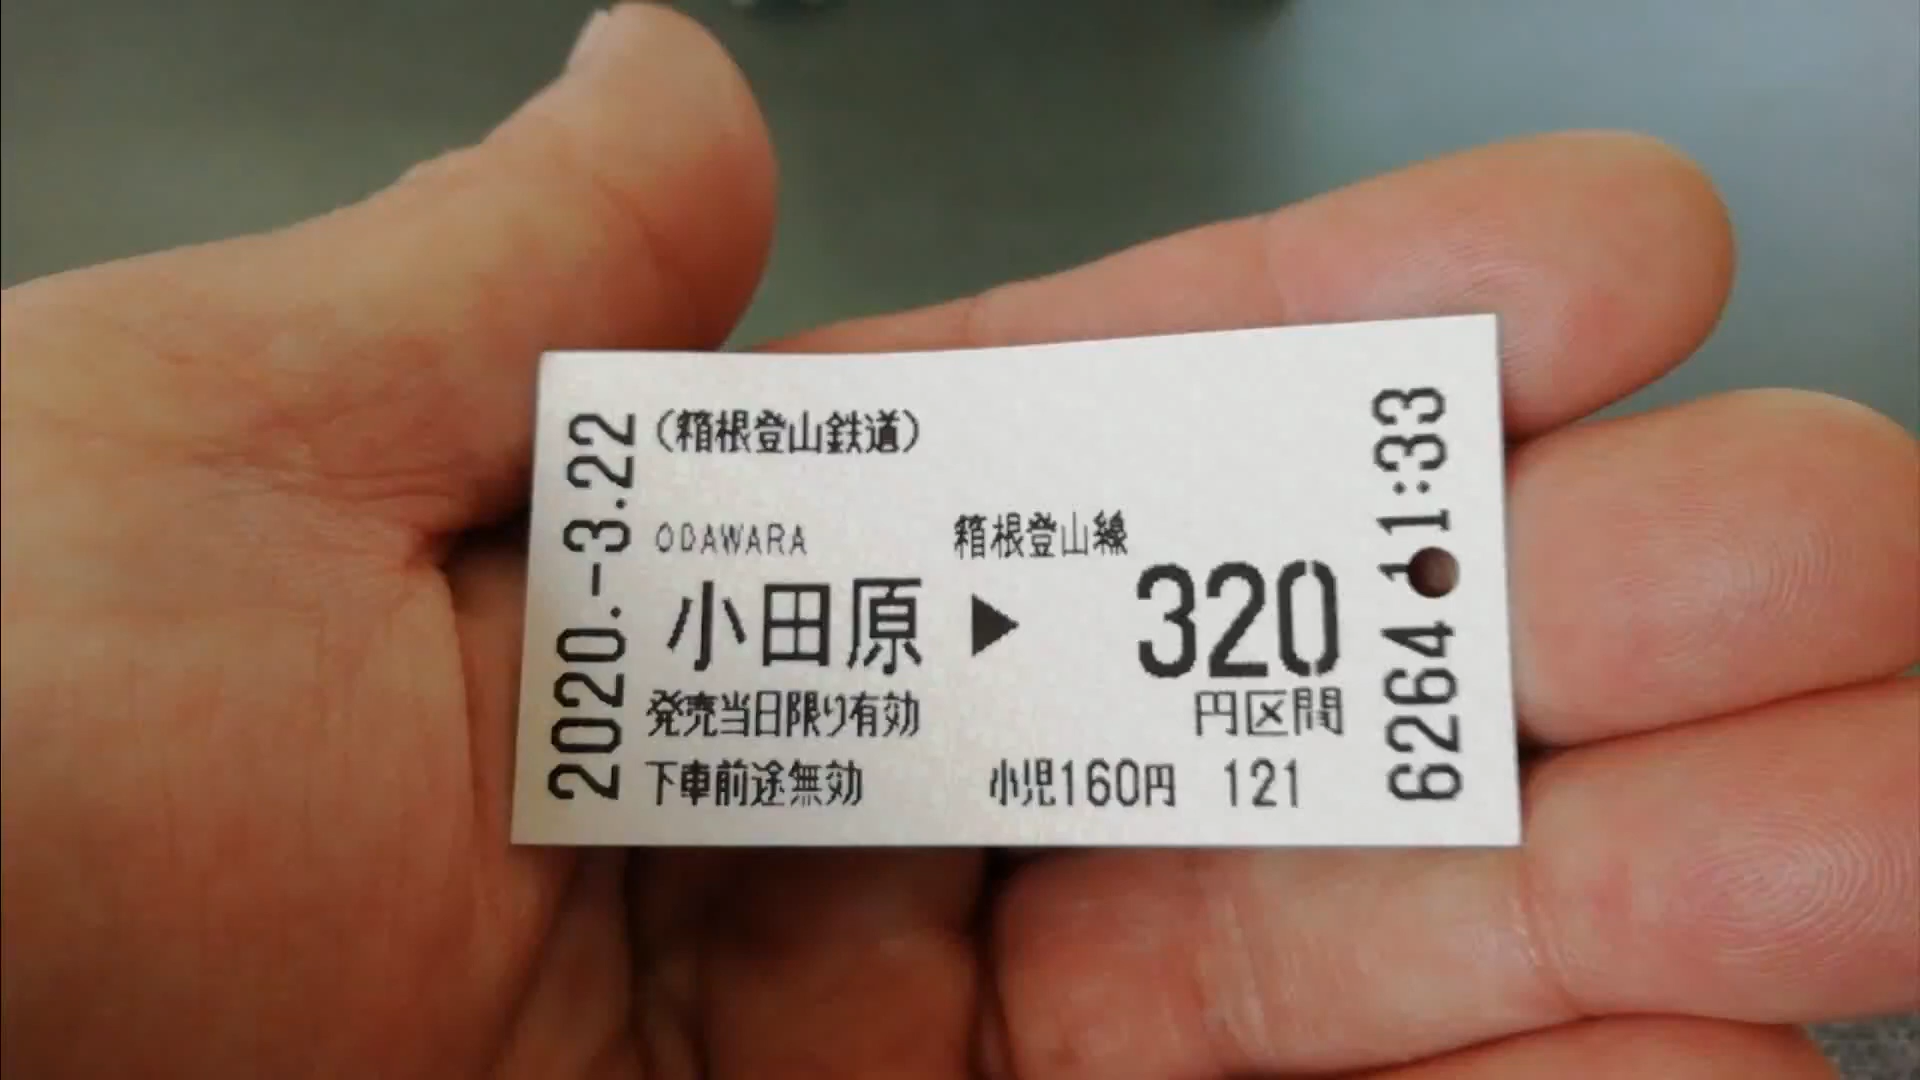 2020.-3.22
(箱根登山鉄道)
ODAWARA
箱根登山線
小田原 ▶ 320
発売当日限り有効 円区間
下車前途無効 小児160円 121
6264 11:33